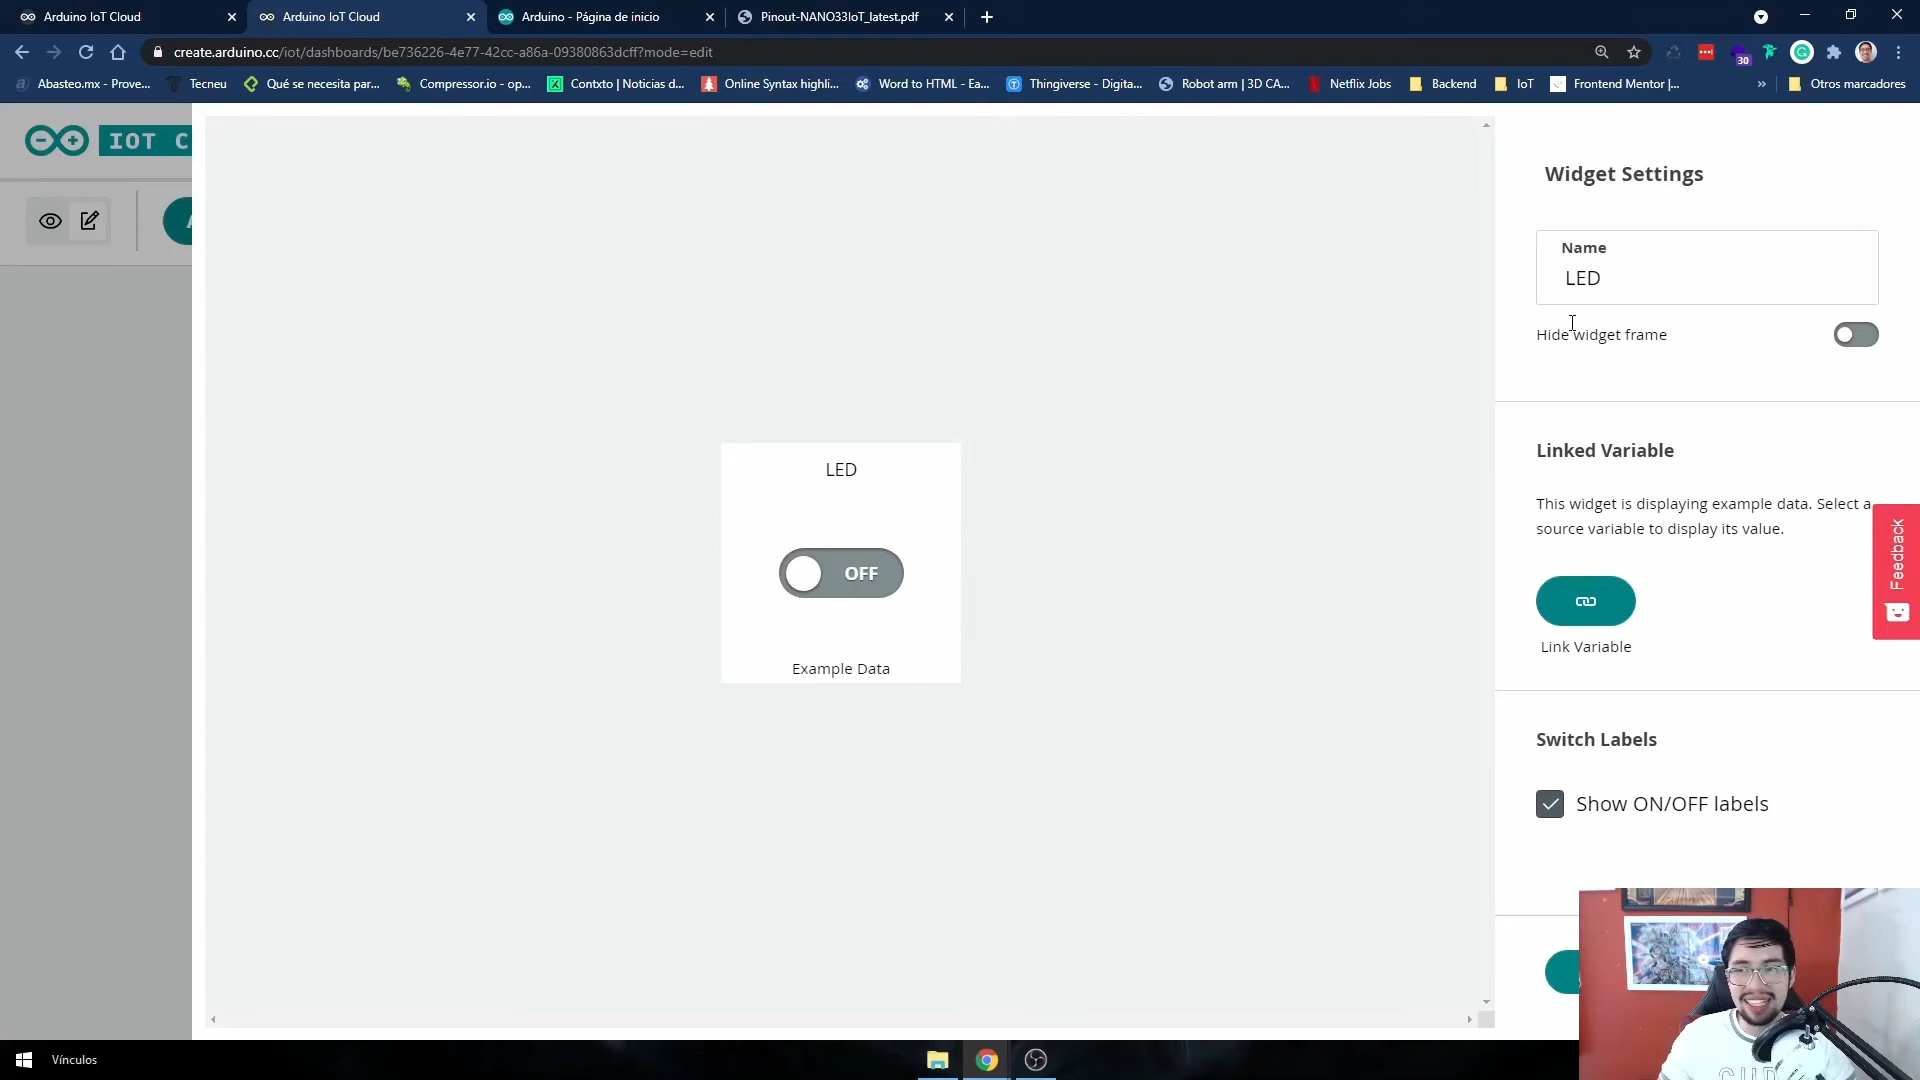 Arduino IoT Cloud
Arduino IoT Cloud
Arduino - Página de inicio
Pinout-NANO33IoT_latest.pdf
create.arduino.cc/iot/dashboards/be736226-4e77-42cc-a86a-09380863dcff?mode=edit
30
Abasteo.mx - Prove...
Tecneu
Qué se necesita par...
Compressor.io - op...
Contxto | Noticias d...
Online Syntax highli...
Word to HTML - Ea...
Thingiverse - Digita...
Robot arm | 3D CA...
Netflix Jobs
Backend
IoT
Frontend Mentor |...
»
Otros marcadores
IOT C
A
Widget Settings
Name
LED
Hide widget frame
LED
OFF
Example Data
Linked Variable
This widget is displaying example data. Select a
source variable to display its value.
Link Variable
Feedback
Switch Labels
Show ON/OFF labels
Vínculos